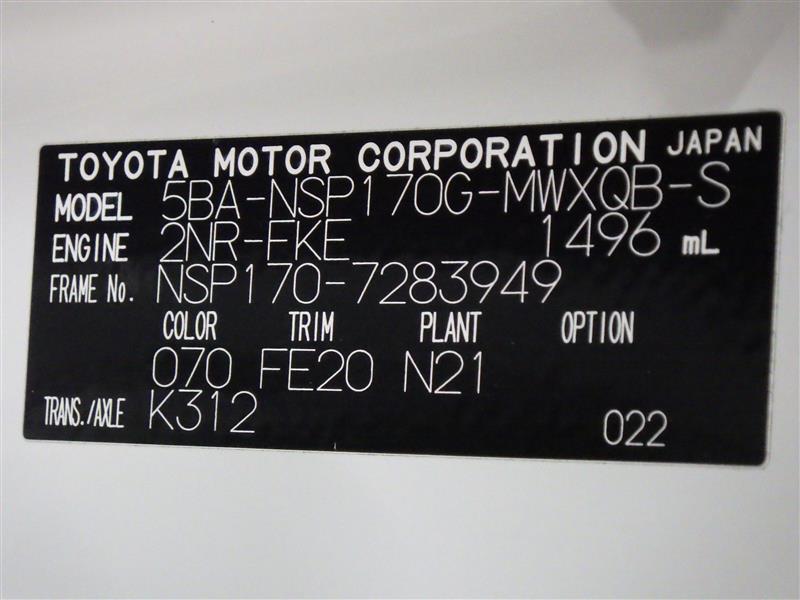 TOYOTA MOTOR CORPORATION JAPAN
MODEL 5BA-NSP170G-MWXQB-S
ENGINE 2NR-FKE 1496 mL
FRAME No. NSP170-7283949
COLOR TRIM PLANT OPTION
070 FE20 N21
TRANS./AXLE K312
022